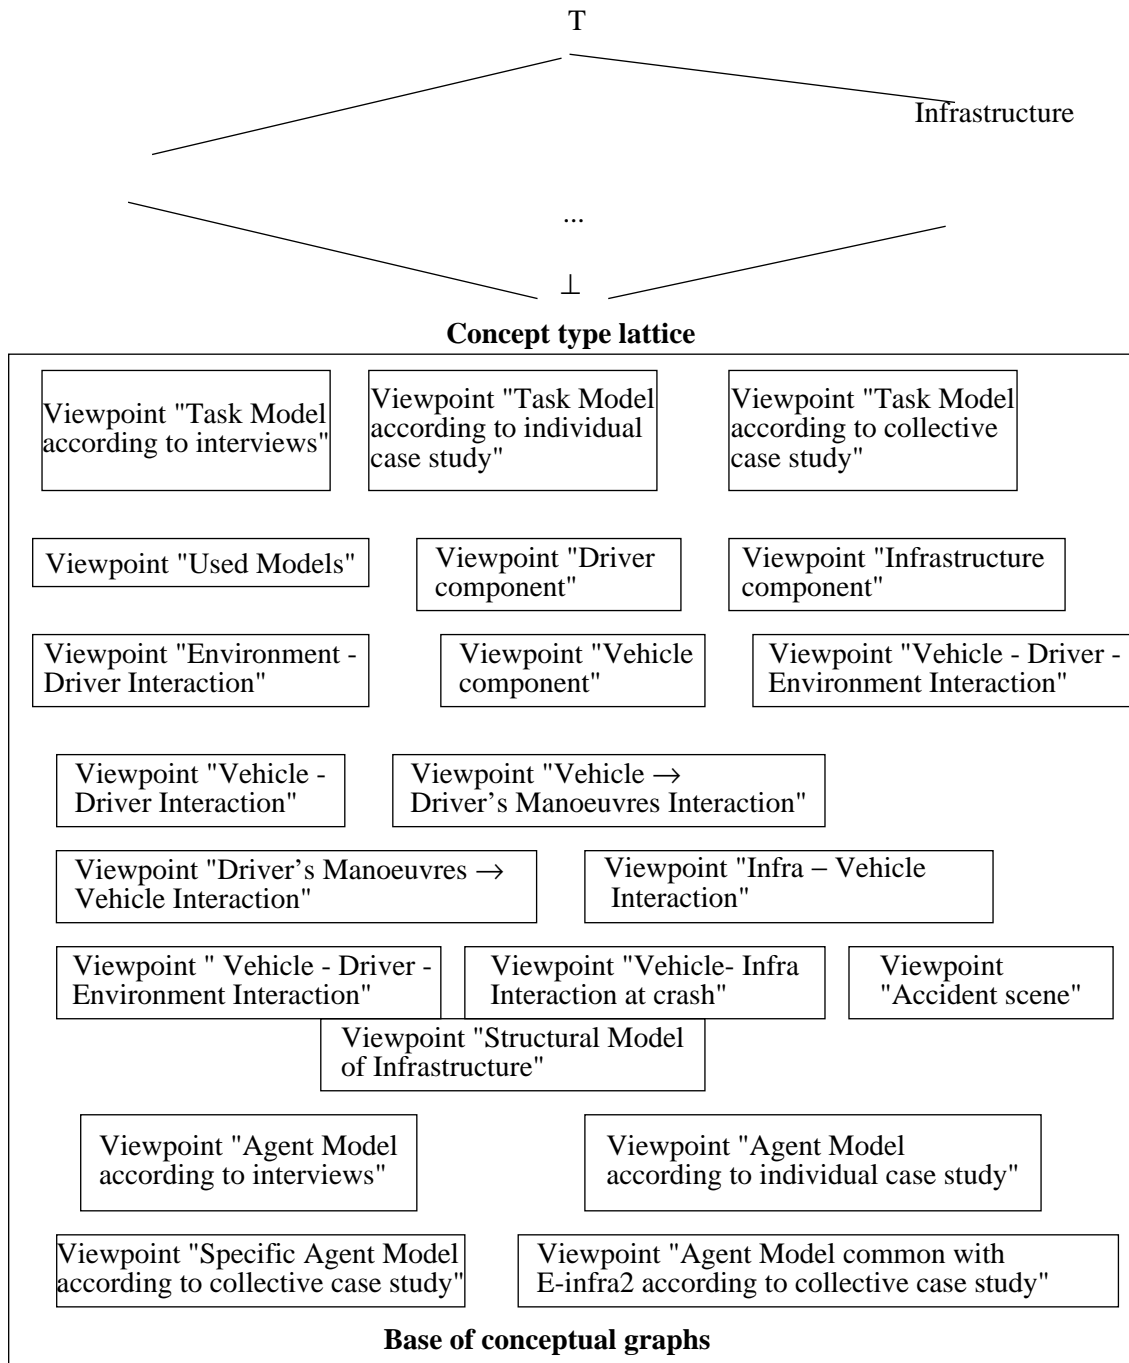 T
Infrastructure
...
⊥
Concept type lattice
Viewpoint "Task Model
according to interviews"
Viewpoint "Task Model
according to individual
case study"
Viewpoint "Task Model
according to collective
case study"
Viewpoint "Used Models"
Viewpoint "Driver
component"
Viewpoint "Infrastructure
component"
Viewpoint "Environment -
Driver Interaction"
Viewpoint "Vehicle
component"
Viewpoint "Vehicle - Driver -
Environment Interaction"
Viewpoint "Vehicle -
Driver Interaction"
Viewpoint "Vehicle →
Driver’s Manoeuvres Interaction"
Viewpoint "Driver’s Manoeuvres →
Vehicle Interaction"
Viewpoint "Infra − Vehicle
Interaction"
Viewpoint " Vehicle - Driver -
Environment Interaction"
Viewpoint "Vehicle- Infra
Interaction at crash"
Viewpoint
"Accident scene"
Viewpoint "Structural Model
of Infrastructure"
Viewpoint "Agent Model
according to interviews"
Viewpoint "Agent Model
according to individual case study"
Viewpoint "Specific Agent Model
according to collective case study"
Viewpoint "Agent Model common with
E-infra2 according to collective case study"
Base of conceptual graphs